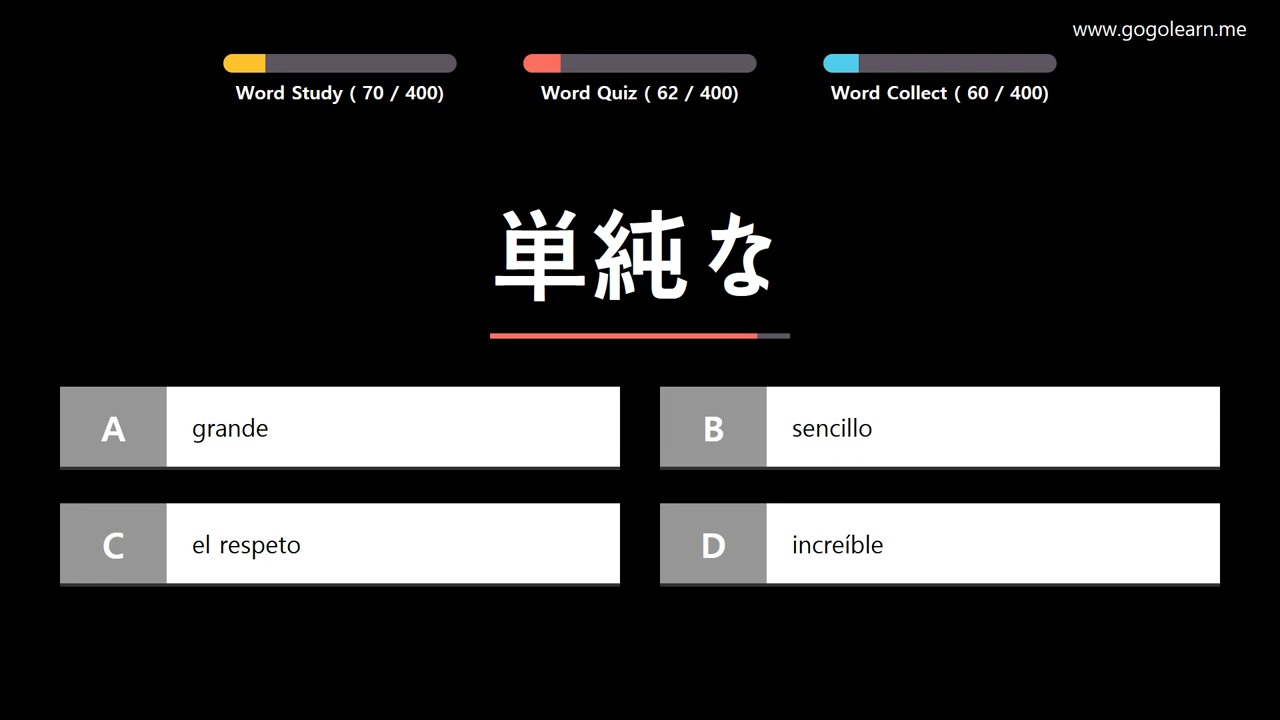 www.gogolearn.me
Word Study ( 70 / 400)
Word Quiz ( 62 / 400)
Word Collect ( 60 / 400)
単純な
A grande
B sencillo
C el respeto
D increíble